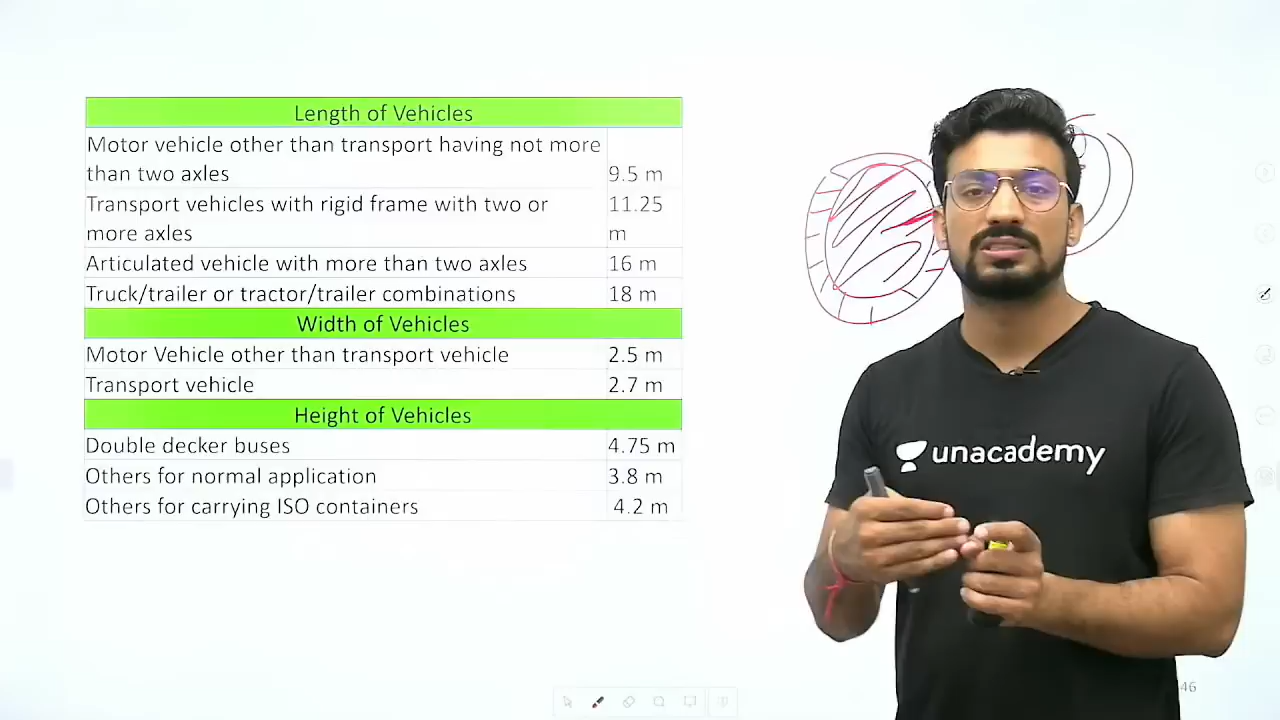 Length of Vehicles
Motor vehicle other than transport having not more
than two axles
9.5 m
Transport vehicles with rigid frame with two or
more axles
11.25
m
Articulated vehicle with more than two axles 16 m
Truck/trailer or tractor/trailer combinations 18 m
Width of Vehicles
Motor Vehicle other than transport vehicle 2.5 m
Transport vehicle 2.7 m
Height of Vehicles
Double decker buses 4.75 m
Others for normal application 3.8 m
Others for carrying ISO containers 4.2 m
unacademy
46